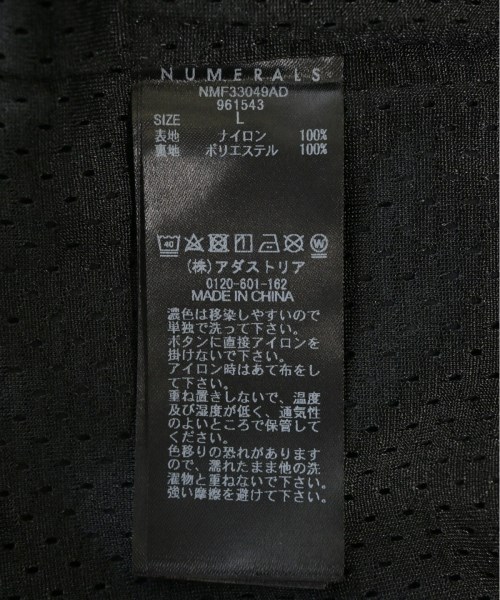 NUMERALS
NMF33049AD
961543
SIZE L
表地 ナイロン 100%
裏地 ポリエステル 100%
40 W
(株)アダストリア
0120-601-162
MADE IN CHINA
濃色は移染しやすいので
単独で洗って下さい。
ボタンに直接アイロンを
掛けないで下さい。
アイロン時はあて布をし
て下さい。
重ね置きしないで、温度
及び湿度が低く、通気性
のよいところで保管して
ください。
色移りの恐れがあります
ので、濡れたまま他の洗
濯物と重ねないで下さい。
強い摩擦を避けて下さい。